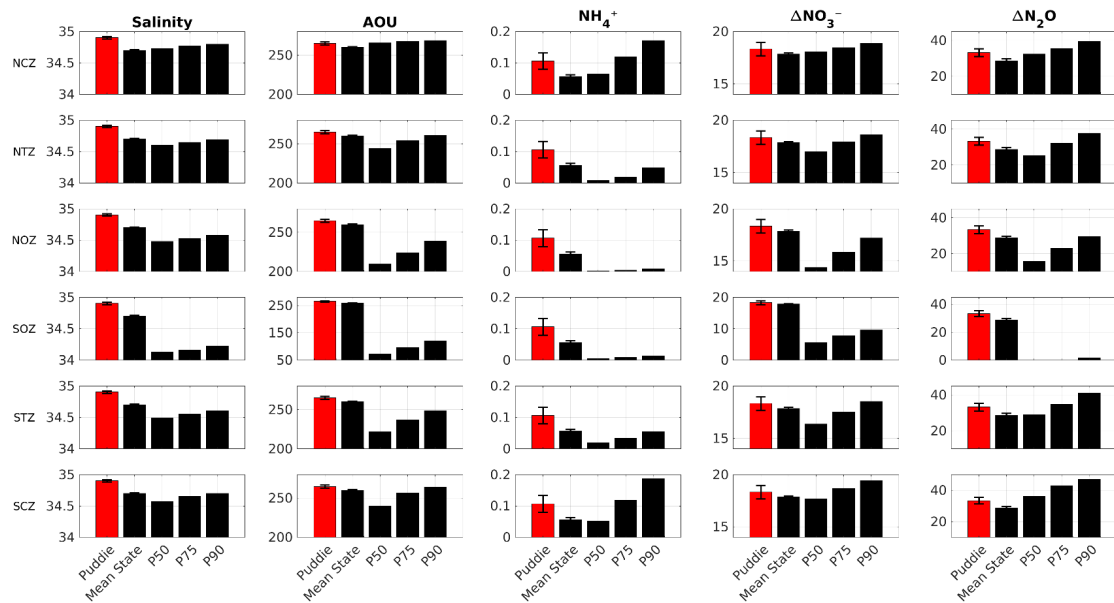 Salinity AOU NH₄⁺ ΔNO₃⁻ ΔN₂O
NCZ 35 34.5 34 250 200 0.2 0.1 0 20 15 40 20
NTZ 35 34.5 34 250 200 0.2 0.1 0 20 15 40 20
NOZ 35 34.5 34 250 200 0.2 0.1 0 20 15 40 20
SOZ 35 34.5 34 250 150 50 0.2 0.1 0 20 10 0 40 20 0
STZ 35 34.5 34 250 200 0.2 0.1 0 20 15 40 20
SCZ 35 34.5 34 250 200 0.2 0.1 0 20 15 40 20
Puddie Mean State P50 P75 P90 Puddie Mean State P50 P75 P90 Puddie Mean State P50 P75 P90 Puddie Mean State P50 P75 P90 Puddie Mean State P50 P75 P90